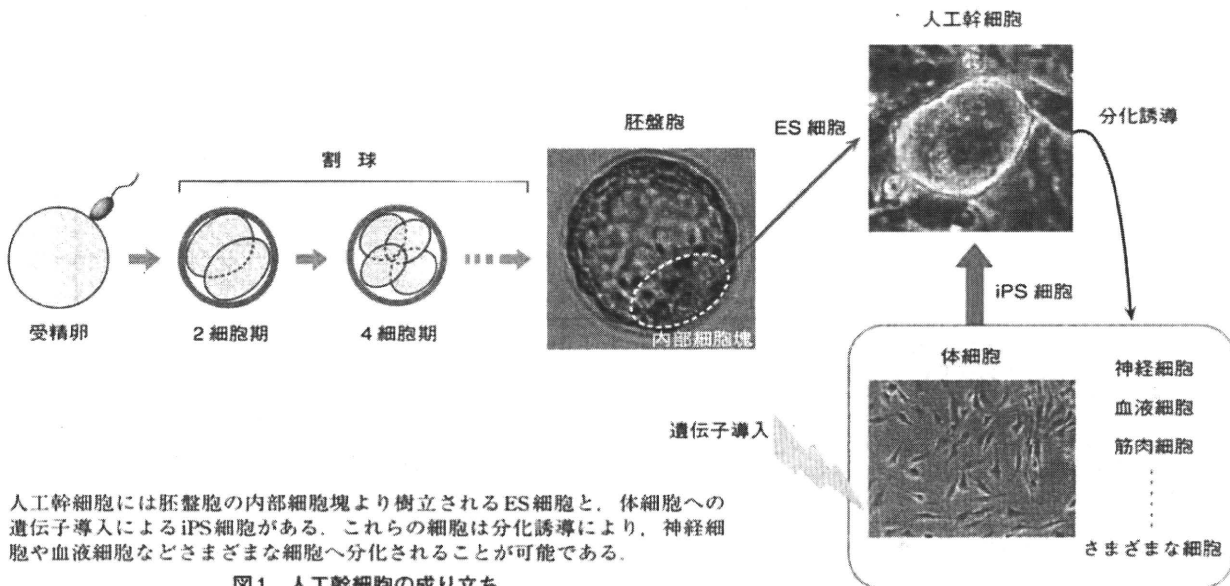 人工幹細胞
胚盤胞
ES 細胞
分化誘導
割 球
受精卵
2 細胞期
4 細胞期
内部細胞塊
iPS 細胞
体細胞
神経細胞
血液細胞
筋肉細胞
さまざまな細胞
遺伝子導入
人工幹細胞には胚盤胞の内部細胞塊より樹立されるES細胞と，体細胞への
遺伝子導入によるiPS細胞がある．これらの細胞は分化誘導により，神経細
胞や血液細胞などさまざまな細胞へ分化されることが可能である．
図1 人工幹細胞の成り立ち